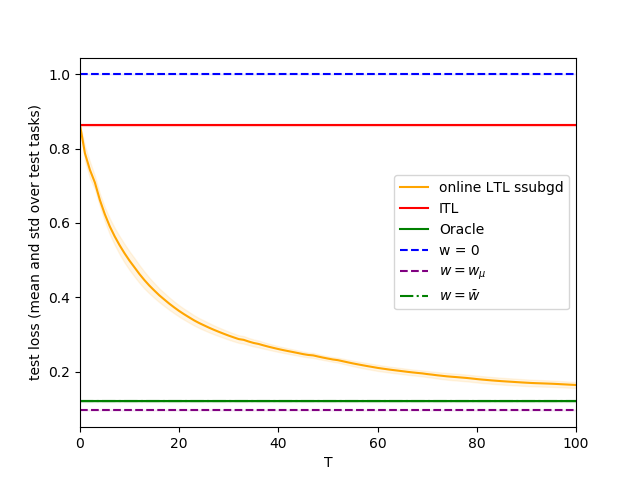 1.0
0.8
0.6
0.4
0.2
0
20
40
60
80
100
T
test loss (mean and std over test tasks)
online LTL ssubgd
ITL
Oracle
w = 0
w = wμ
w = w̄